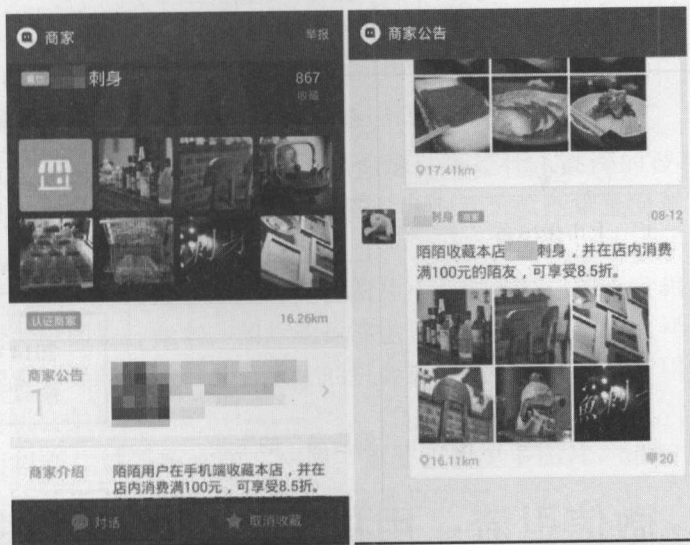 商家
举报
餐饮
刺身
867
收藏
认证商家
16.26km
商家公告
1
商家介绍
陌陌用户在手机端收藏本店，并在
店内消费满100元，可享受8.5折。
对话
取消收藏
商家公告
17.41km
刺身 商家
08-12
陌陌收藏本店 刺身，并在店内消费
满100元的陌友，可享受8.5折。
16.11km
20